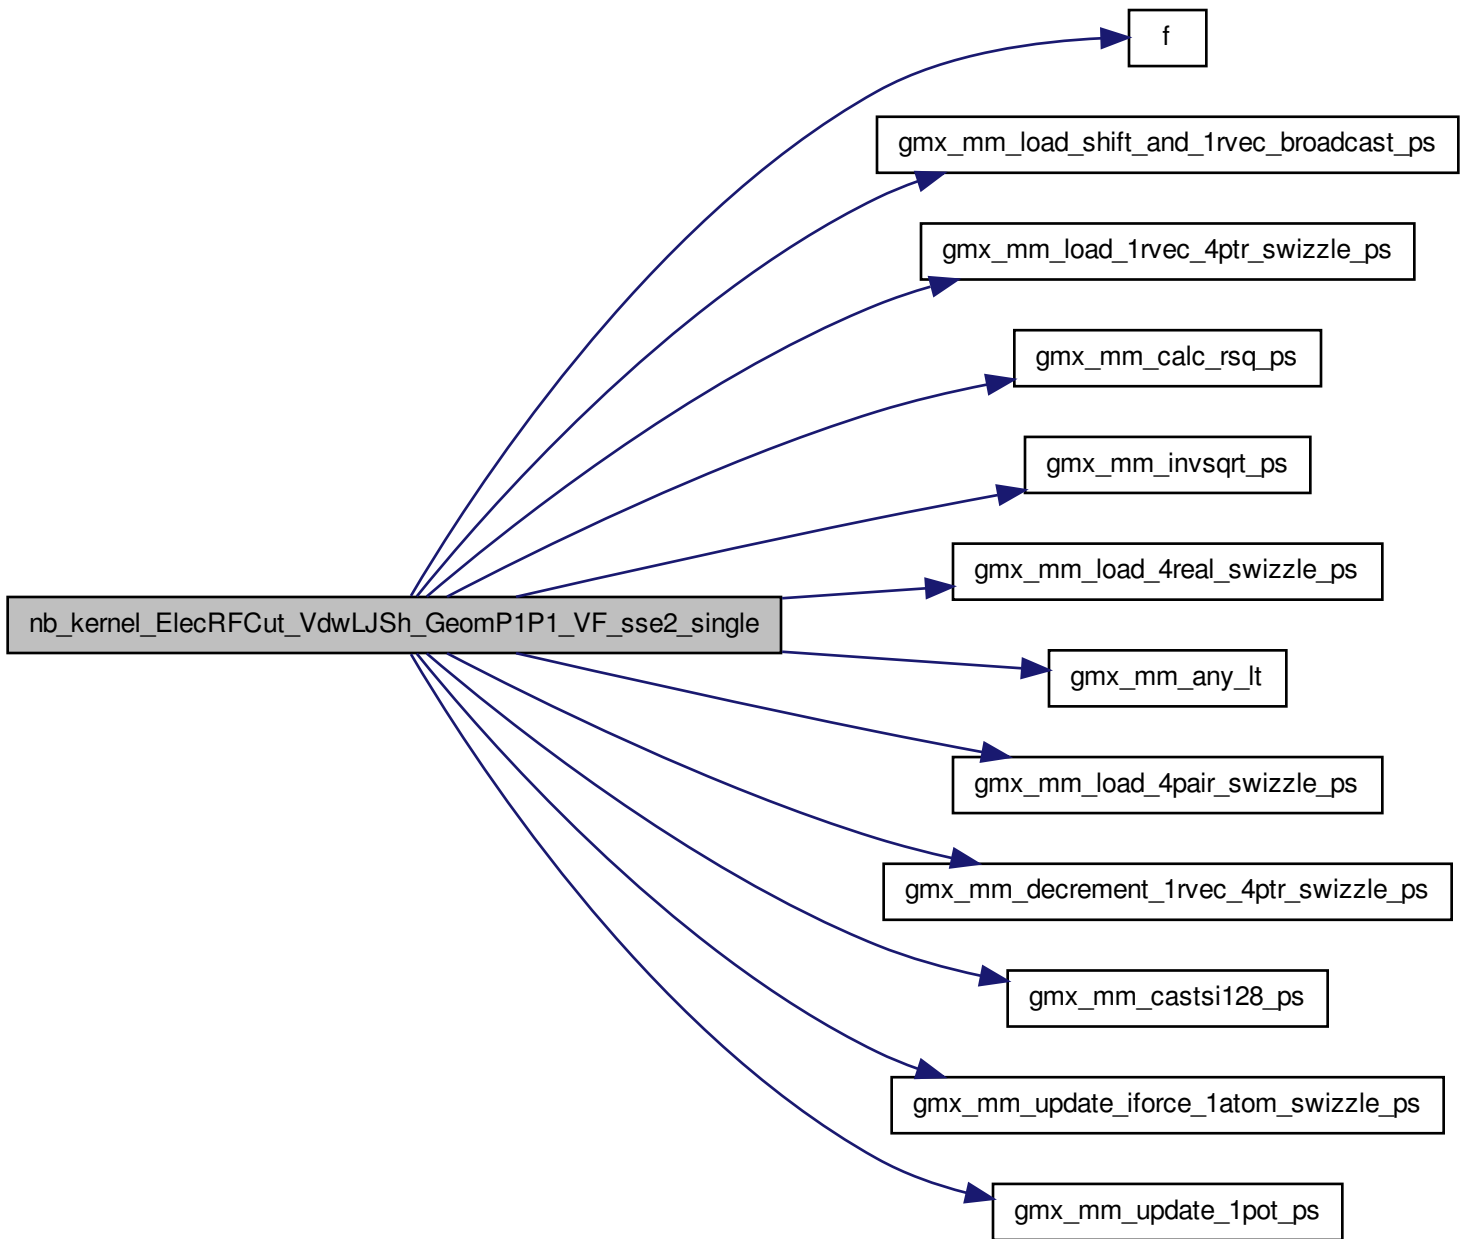 f
gmx_mm_load_shift_and_1rvec_broadcast_ps
gmx_mm_load_1rvec_4ptr_swizzle_ps
gmx_mm_calc_rsq_ps
gmx_mm_invsqrt_ps
gmx_mm_load_4real_swizzle_ps
nb_kernel_ElecRFCut_VdwLJSh_GeomP1P1_VF_sse2_single
gmx_mm_any_lt
gmx_mm_load_4pair_swizzle_ps
gmx_mm_decrement_1rvec_4ptr_swizzle_ps
gmx_mm_castsi128_ps
gmx_mm_update_iforce_1atom_swizzle_ps
gmx_mm_update_1pot_ps